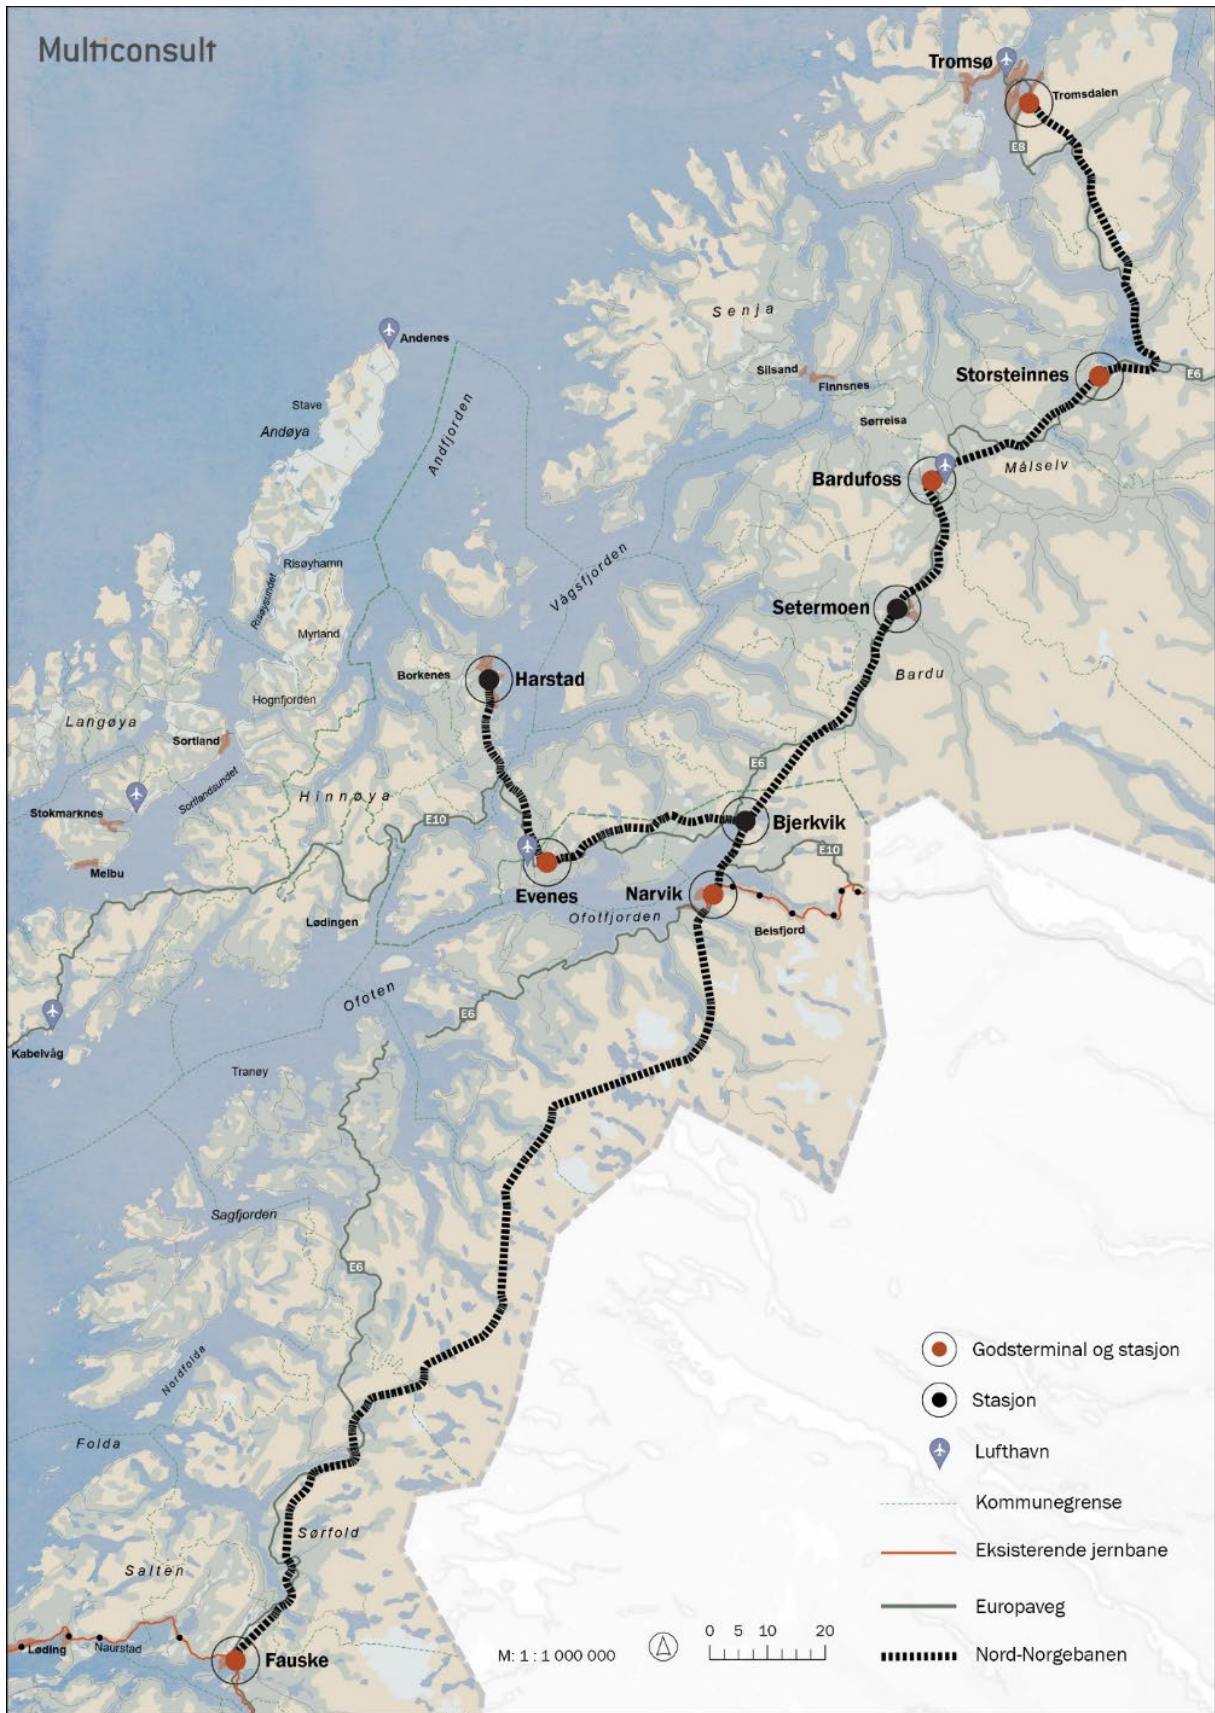 Multiconsult
Tromsø
Tromsdalen
E8
Senja
Andenes
Stave
Andøya
Andfjorden
Silsand
Finnsnes
Storsteinnes
E6
Sørreisa
Målselv
Bardufoss
Risøyhamn
Risøysundet
Vågsfjorden
Setermoen
Myrland
Borkenes
Harstad
Bardu
Hognfjorden
Langøya
Sortland
Sortlandsundet
E6
Stokmarknes
Hinnøya
E10
Bjerkvik
E10
Melbu
Evenes
Narvik
Ofotfjorden
Lødingen
Beisfjord
Ofoten
E6
Kabelvåg
Tranøy
Sagfjorden
E6
Nordfolda
Folda
Sørfold
Salten
Løding
Naurstad
Fauske
Godsterminal og stasjon
Stasjon
Lufthavn
Kommunegrense
Eksisterende jernbane
Europaveg
Nord-Norgebanen
M: 1 : 1 000 000
0 5 10 20